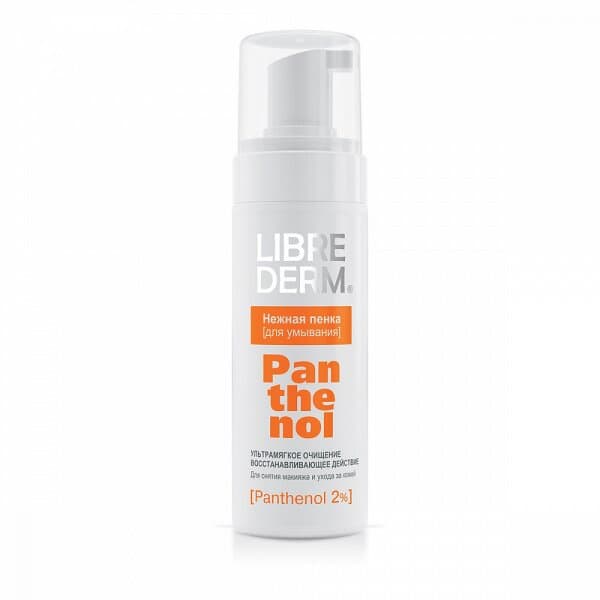 LIBRE
DERM®
Нежная пенка
[для умывания]
Pan
the
nol
УЛЬТРАМЯГКОЕ ОЧИЩЕНИЕ
ВОССТАНАВЛИВАЮЩЕЕ ДЕЙСТВИЕ
Для снятия макияжа и ухода за кожей
[Panthenol 2%]